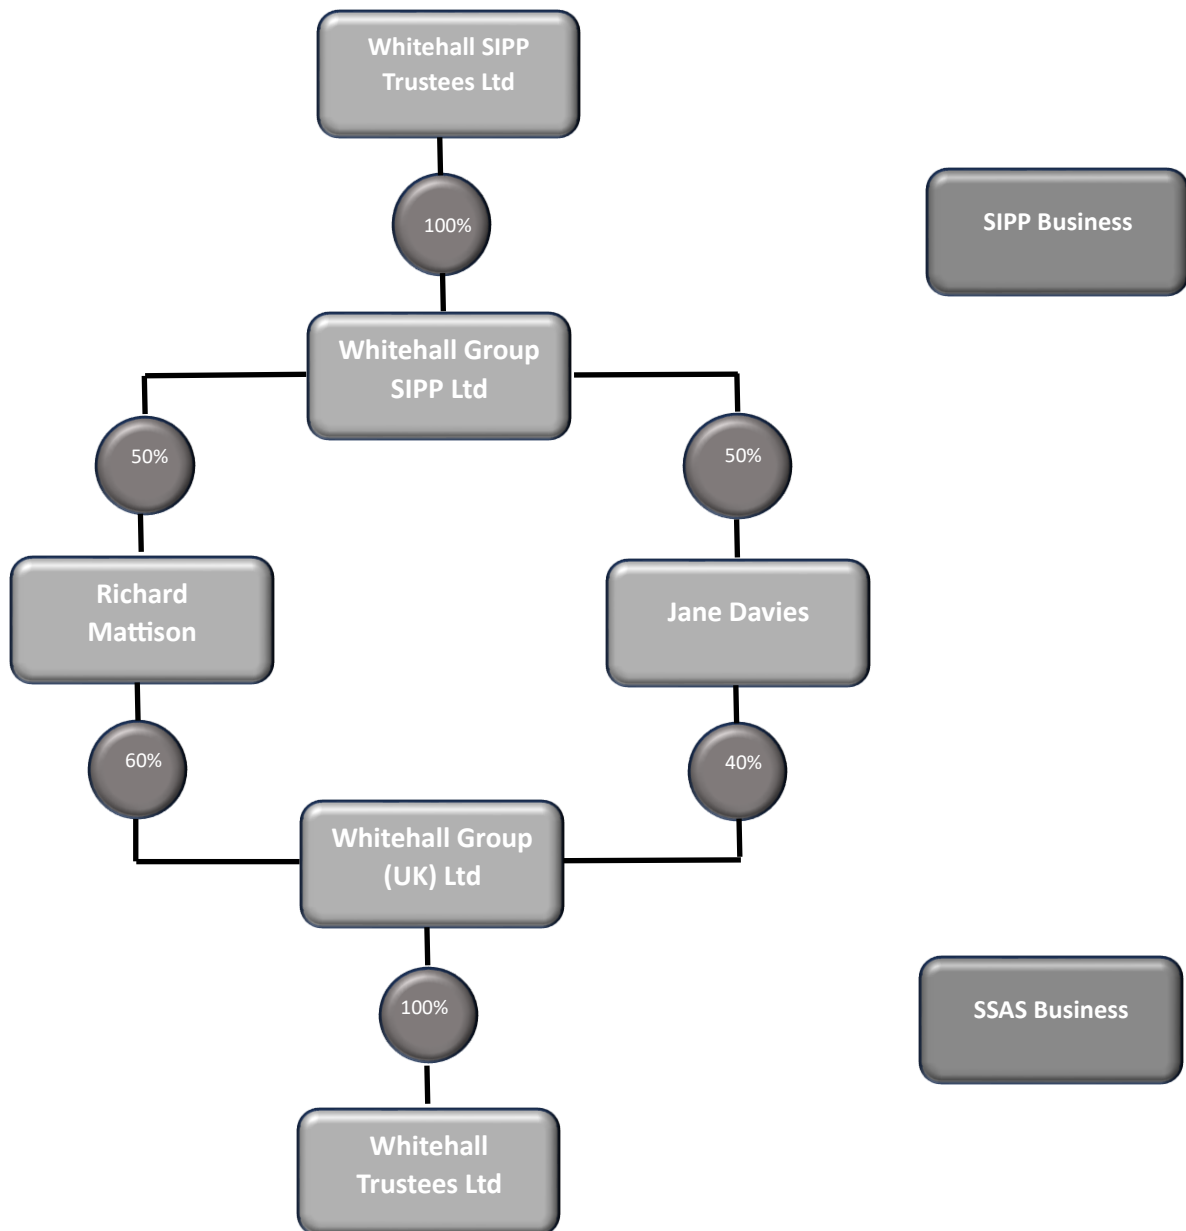 Whitehall SIPP
Trustees Ltd
100%
SIPP Business
Whitehall Group
SIPP Ltd
50%
50%
Richard
Mattison
Jane Davies
60%
40%
Whitehall Group
(UK) Ltd
100%
SSAS Business
Whitehall
Trustees Ltd